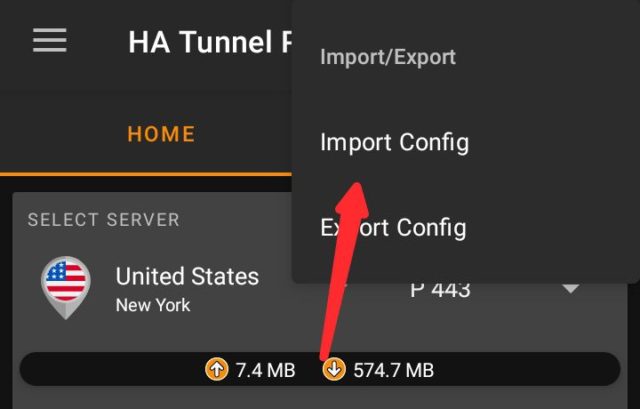 HA Tunnel P
Import/Export
HOME
Import Config
Export Config
SELECT SERVER
United States
New York
P 443
7.4 MB
574.7 MB